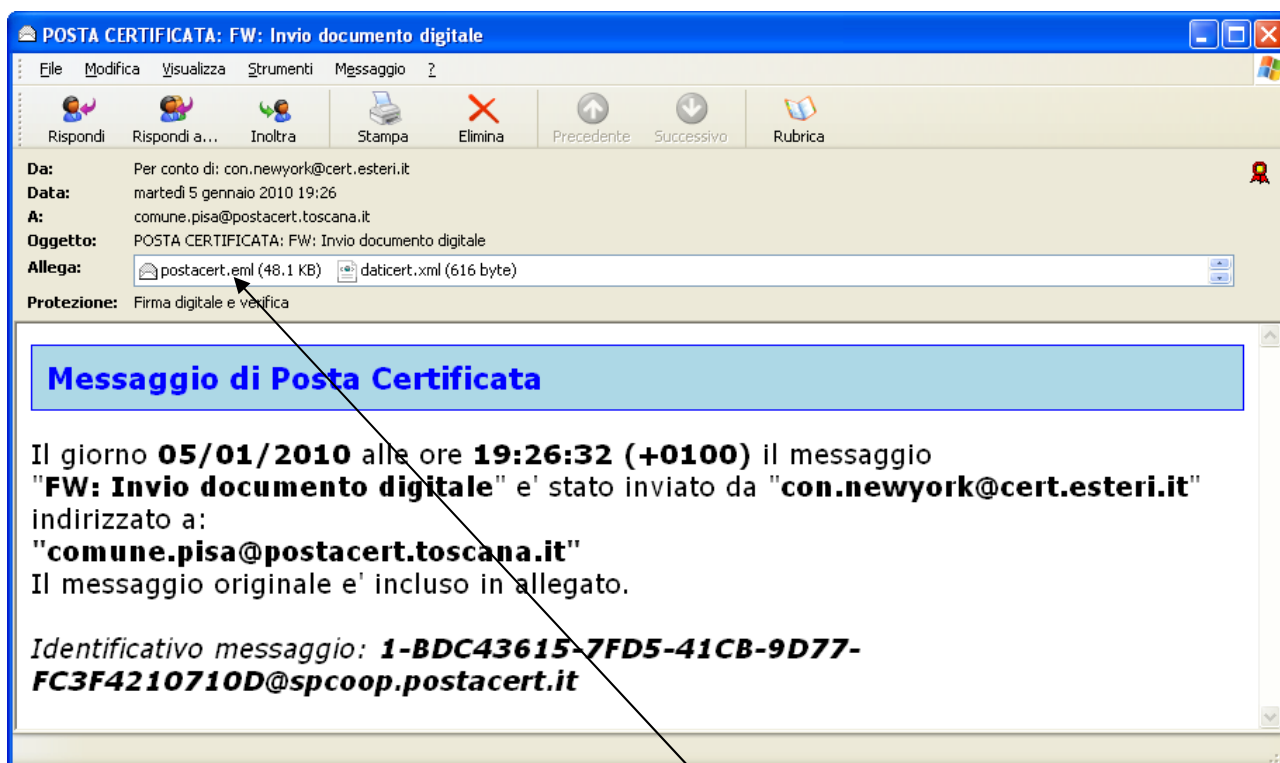 POSTA CERTIFICATA: FW: Invio documento digitale
File Modifica Visualizza Strumenti Messaggio ?
Rispondi Rispondi a... Inoltra Stampa Elimina Precedente Successivo Rubrica
Da: Per conto di: con.newyork@cert.esteri.it
Data: martedì 5 gennaio 2010 19:26
A: comune.pisa@postacert.toscana.it
Oggetto: POSTA CERTIFICATA: FW: Invio documento digitale
Allega: postacert.eml (48.1 KB) daticert.xml (616 byte)
Protezione: Firma digitale e verifica
Messaggio di Posta Certificata
Il giorno 05/01/2010 alle ore 19:26:32 (+0100) il messaggio
"FW: Invio documento digitale" e' stato inviato da "con.newyork@cert.esteri.it"
indirizzato a:
"comune.pisa@postacert.toscana.it"
Il messaggio originale e' incluso in allegato.
Identificativo messaggio: 1-BDC43615-7FD5-41CB-9D77-
FC3F4210710D@spcoop.postacert.it